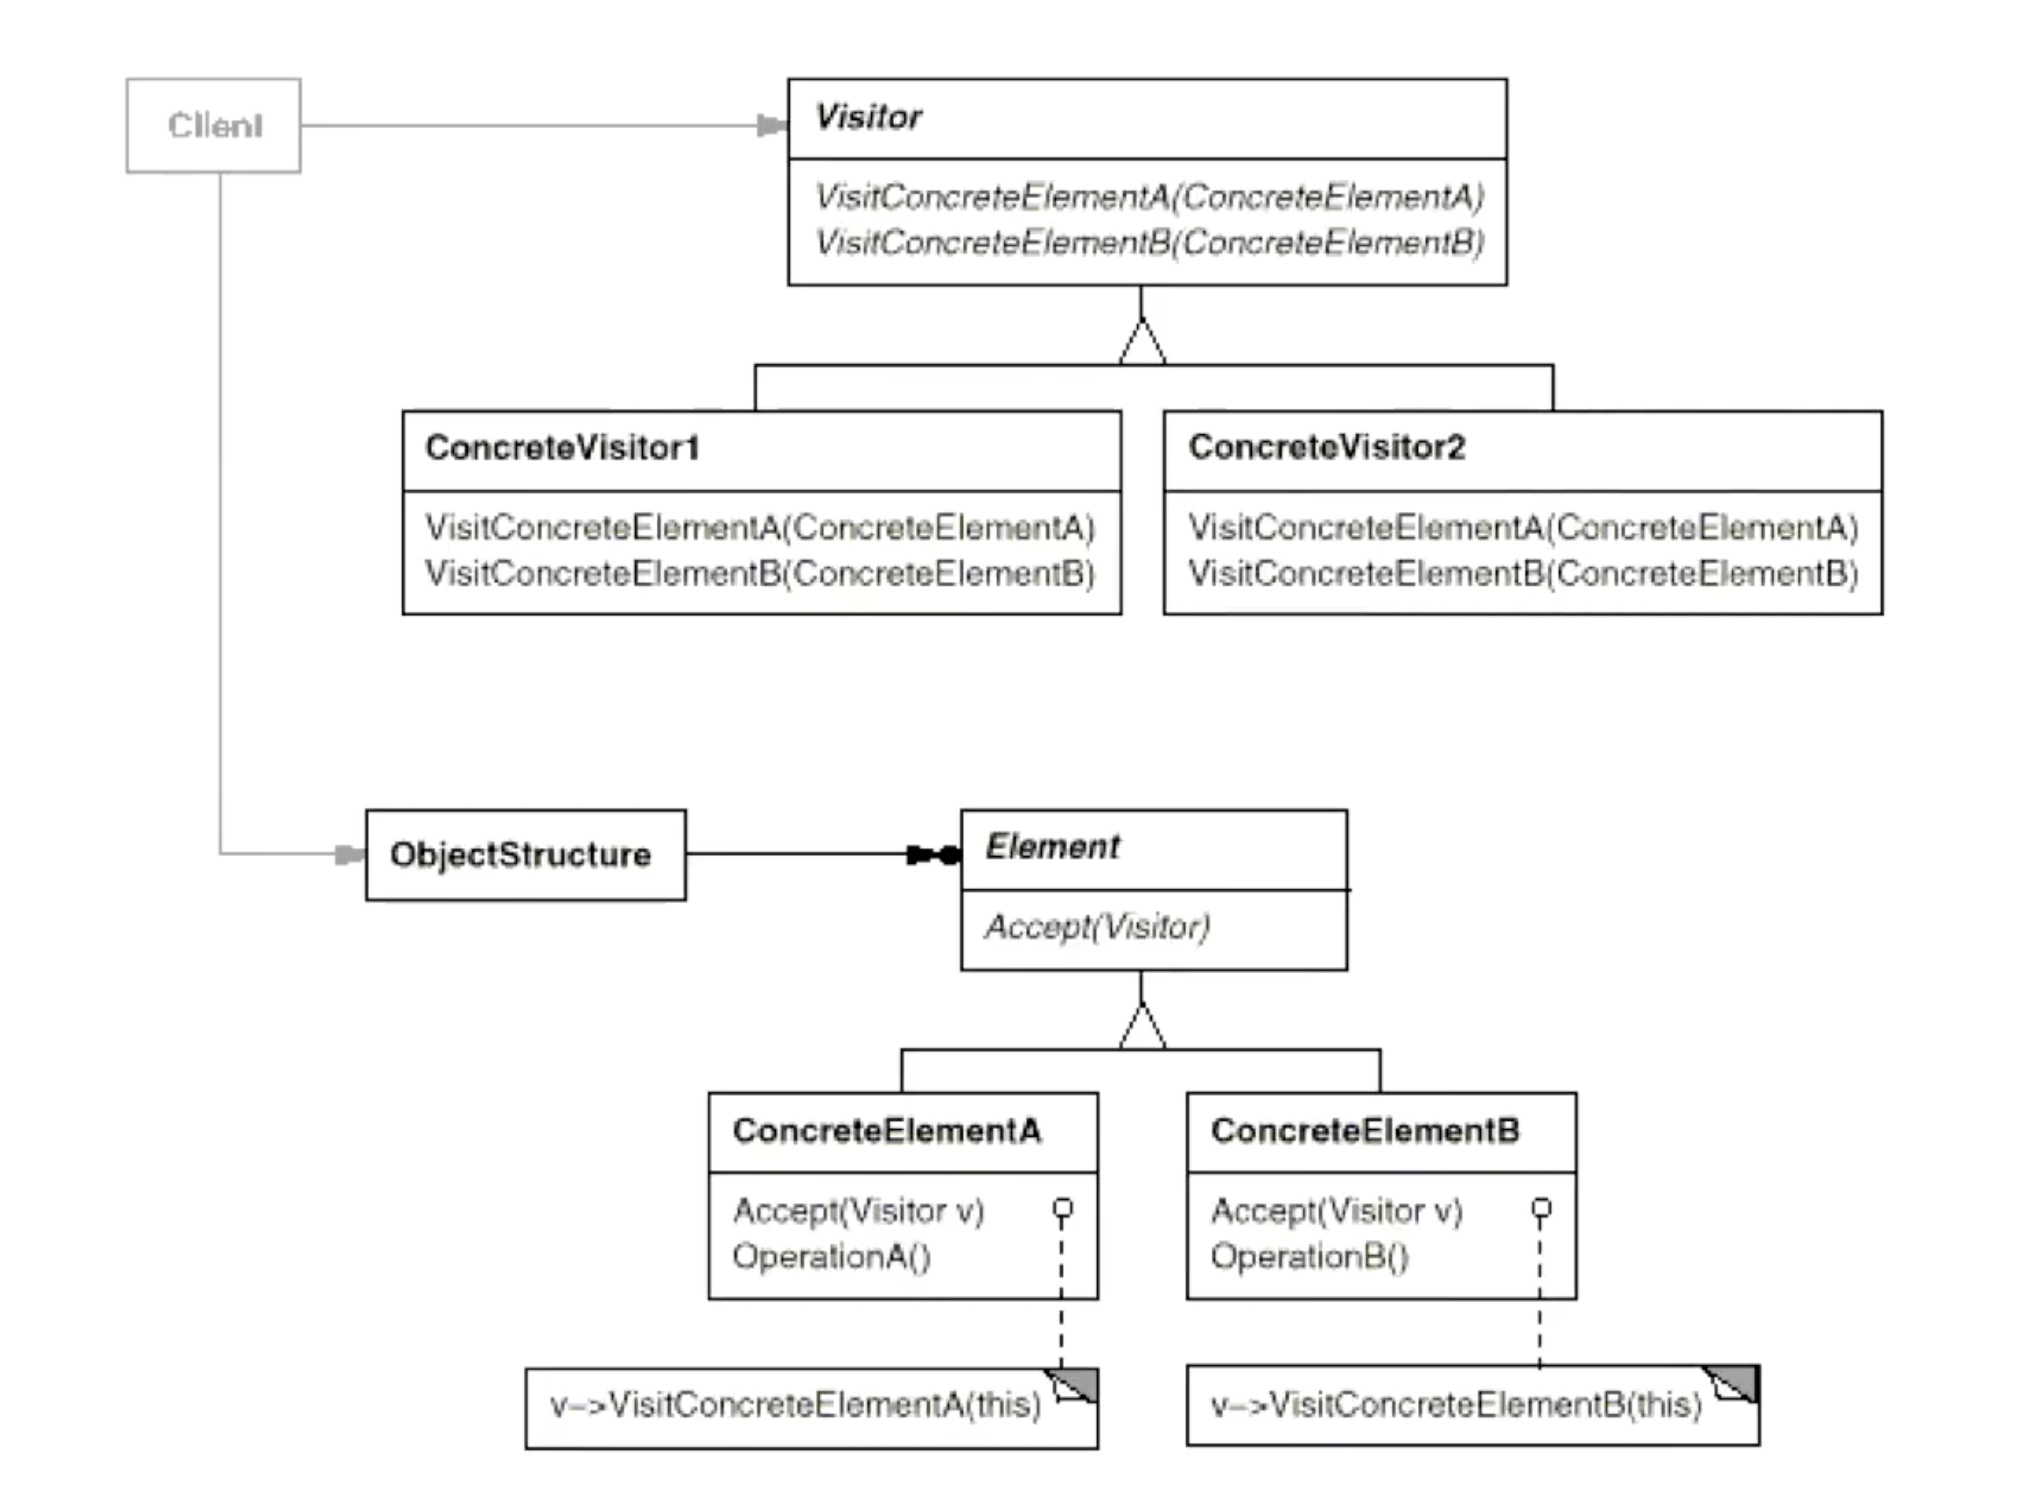 Client
Visitor
VisitConcreteElementA(ConcreteElementA)
VisitConcreteElementB(ConcreteElementB)
ConcreteVisitor1
VisitConcreteElementA(ConcreteElementA)
VisitConcreteElementB(ConcreteElementB)
ConcreteVisitor2
VisitConcreteElementA(ConcreteElementA)
VisitConcreteElementB(ConcreteElementB)
ObjectStructure
Element
Accept(Visitor)
ConcreteElementA
Accept(Visitor v)
OperationA()
ConcreteElementB
Accept(Visitor v)
OperationB()
v–>VisitConcreteElementA(this)
v–>VisitConcreteElementB(this)